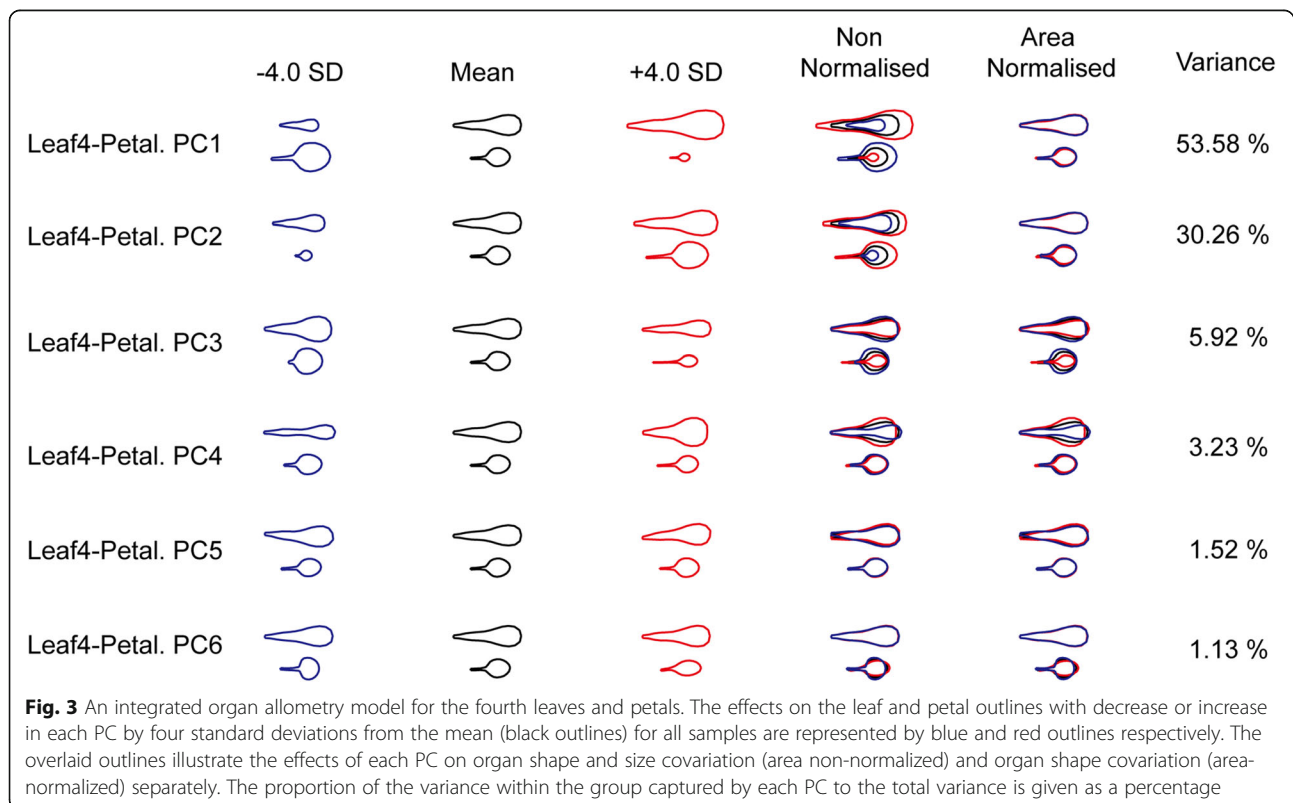 -4.0 SD Mean +4.0 SD Non Normalised Area Normalised Variance
Leaf4-Petal. PC1 53.58 %
Leaf4-Petal. PC2 30.26 %
Leaf4-Petal. PC3 5.92 %
Leaf4-Petal. PC4 3.23 %
Leaf4-Petal. PC5 1.52 %
Leaf4-Petal. PC6 1.13 %
Fig. 3 An integrated organ allometry model for the fourth leaves and petals. The effects on the leaf and petal outlines with decrease or increase
in each PC by four standard deviations from the mean (black outlines) for all samples are represented by blue and red outlines respectively. The
overlaid outlines illustrate the effects of each PC on organ shape and size covariation (area non-normalized) and organ shape covariation (area-
normalized) separately. The proportion of the variance within the group captured by each PC to the total variance is given as a percentage